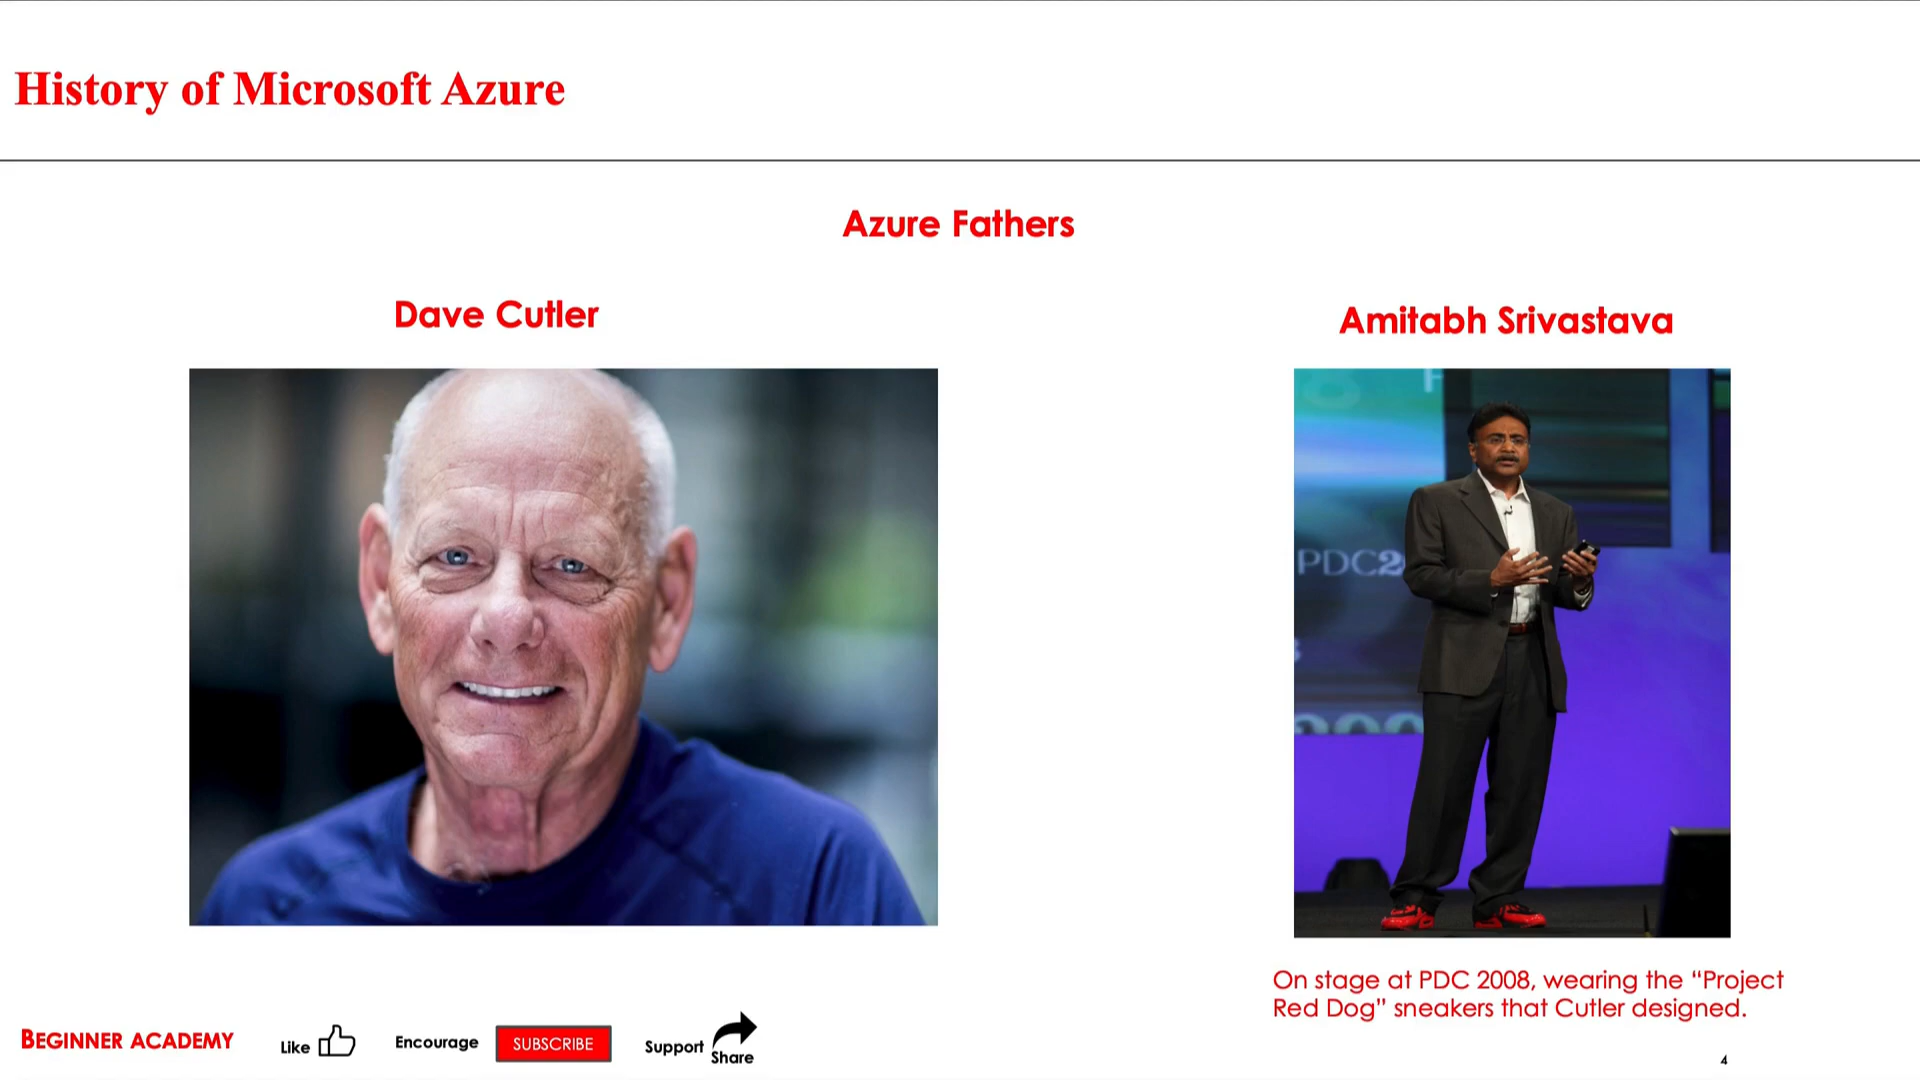 History of Microsoft Azure
Azure Fathers
Dave Cutler
Amitabh Srivastava
PDC2
On stage at PDC 2008, wearing the “Project
Red Dog” sneakers that Cutler designed.
BEGINNER ACADEMY
Like
Encourage
SUBSCRIBE
Support
Share
4